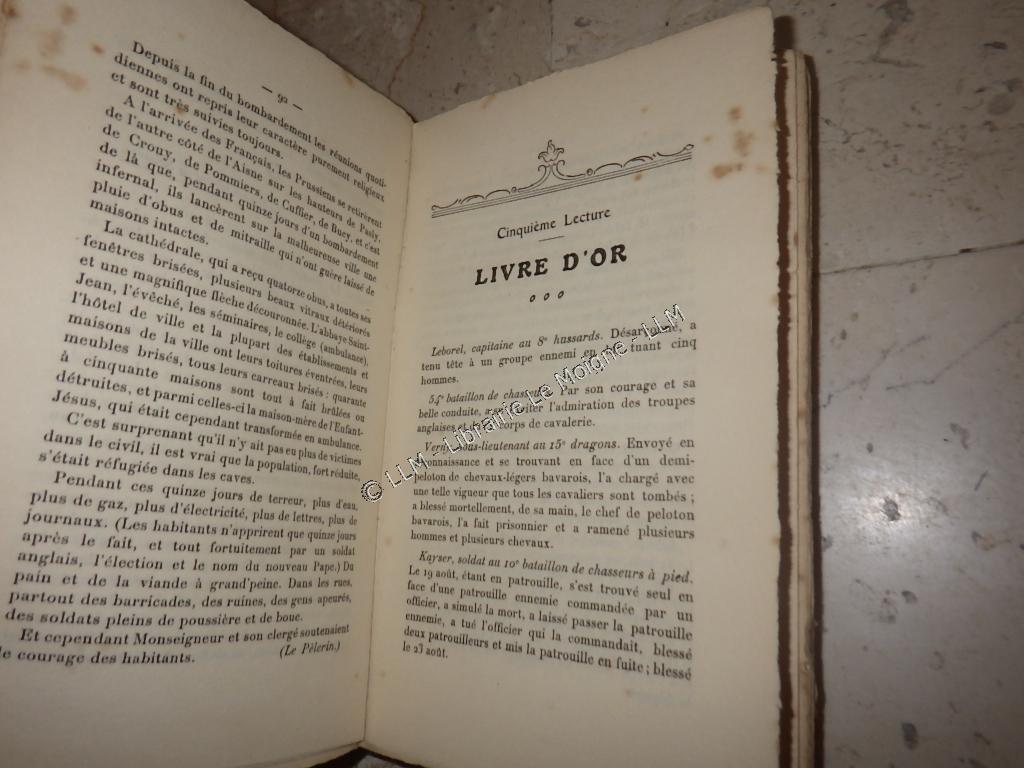 — 92 —
Depuis la fin du bombardement les réunions quoti-
diennes ont repris leur caractère purement religieux
et sont très suivies toujours.
A l'arrivée des Français, les Prussiens se retirèrent
de l'autre côté de l'Aisne sur les hauteurs de Pasly,
de Crouy, de Pommiers, de Cuffier, de Bucy, et c'est
de là que, pendant quinze jours d'un bombardement
infernal, ils lancèrent sur la malheureuse ville une
pluie d'obus et de mitraille qui n'ont guère laissé de
maisons intactes.
La cathédrale, qui a reçu quatorze obus, a toutes ses
fenêtres brisées, plusieurs beaux vitraux détériorés
et une magnifique flèche découronnée. L'abbaye Saint-
Jean, l'évêché, les séminaires, le collège (ambulance),
l'hôtel de ville et la plupart des établissements et
maisons de la ville ont leurs toitures éventrées, leurs
meubles brisés, tous leurs carreaux brisés : quarante
à cinquante maisons sont tout à fait brûlées ou
détruites, et parmi celles-ci la maison-mère de l'Enfant-
Jésus, qui était cependant transformée en ambulance.
C'est surprenant qu'il n'y ait pas eu plus de victimes
dans le civil, il est vrai que la population, fort réduite,
s'était réfugiée dans les caves.
Pendant ces quinze jours de terreur, plus d'eau,
plus de gaz, plus d'électricité, plus de lettres, plus de
journaux. (Les habitants n'apprirent que quinze jours
après le fait, et tout fortuitement par un soldat
anglais, l'élection et le nom du nouveau Pape.) Du
pain et de la viande à grand'peine. Dans les rues,
partout des barricades, des ruines, des gens apeurés,
des soldats pleins de poussière et de boue.
Et cependant Monseigneur et son clergé soutenaient
le courage des habitants.
(Le Pèlerin.)
Cinquième Lecture
LIVRE D'OR
Leborel, capitaine au 8e hussards. Désarçonné, a
tenu tête à un groupe ennemi en tuant cinq
hommes.
54e bataillon de chasseurs. Par son courage et sa
belle conduite, a exciter l'admiration des troupes
anglaises et corps de cavalerie.
Verny, sous-lieutenant au 15e dragons. Envoyé en
reconnaissance et se trouvant en face d'un demi-
peloton de chevaux-légers bavarois, l'a chargé avec
une telle vigueur que tous les cavaliers sont tombés ;
a blessé mortellement, de sa main, le chef de peloton
bavarois, l'a fait prisonnier et a ramené plusieurs
hommes et plusieurs chevaux.
Kayser, soldat au 10e bataillon de chasseurs à pied.
Le 19 août, étant en patrouille, s'est trouvé seul en
face d'une patrouille ennemie commandée par un
officier, a simulé la mort, a laissé passer la patrouille
ennemie, a tué l'officier qui la commandait, blessé
deux patrouilleurs et mis la patrouille en fuite ; blessé
le 23 août.
© LLM - Librairie Le Moigne - LLM